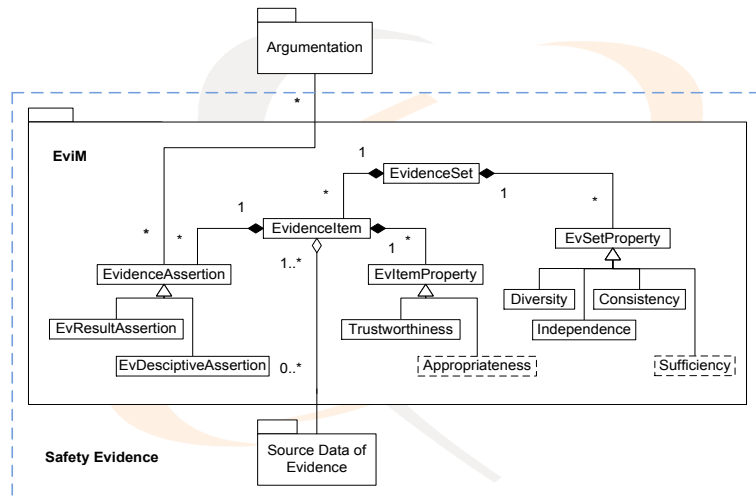 Argumentation
*
EviM
1
EvidenceSet
*
1
1
EvidenceItem
*
*
*
*
1
EvSetProperty
1..*
EvidenceAssertion
EvItemProperty
Diversity
Consistency
EvResultAssertion
Trustworthiness
Independence
EvDesciptiveAssertion
0..*
Appropriateness
Sufficiency
Safety Evidence
Source Data of
Evidence